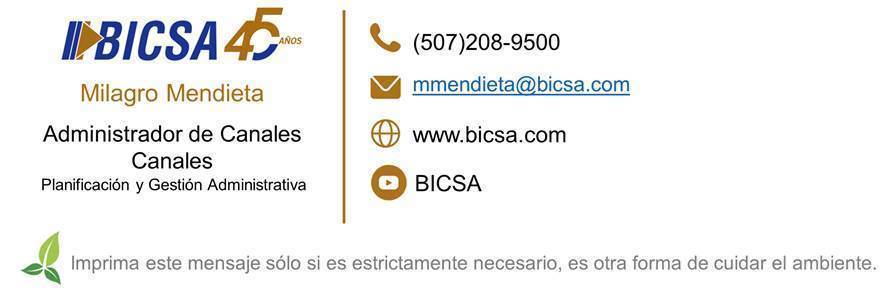 BICSA 45 AÑOS
Milagro Mendieta
Administrador de Canales
Canales
Planificación y Gestión Administrativa
(507)208-9500
mmendieta@bicsa.com
www.bicsa.com
BICSA
Imprima este mensaje sólo si es estrictamente necesario, es otra forma de cuidar el ambiente.